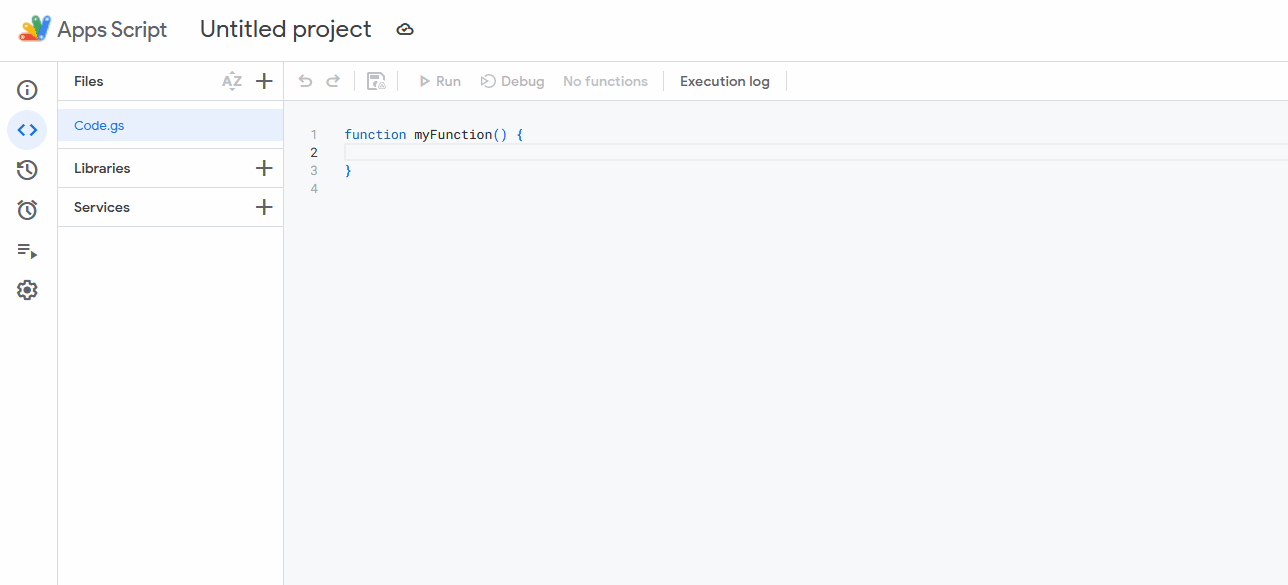 Apps Script Untitled project
Files AZ
Run Debug No functions Execution log
Code.gs
Libraries
Services
1 function myFunction() {
2
3 }
4